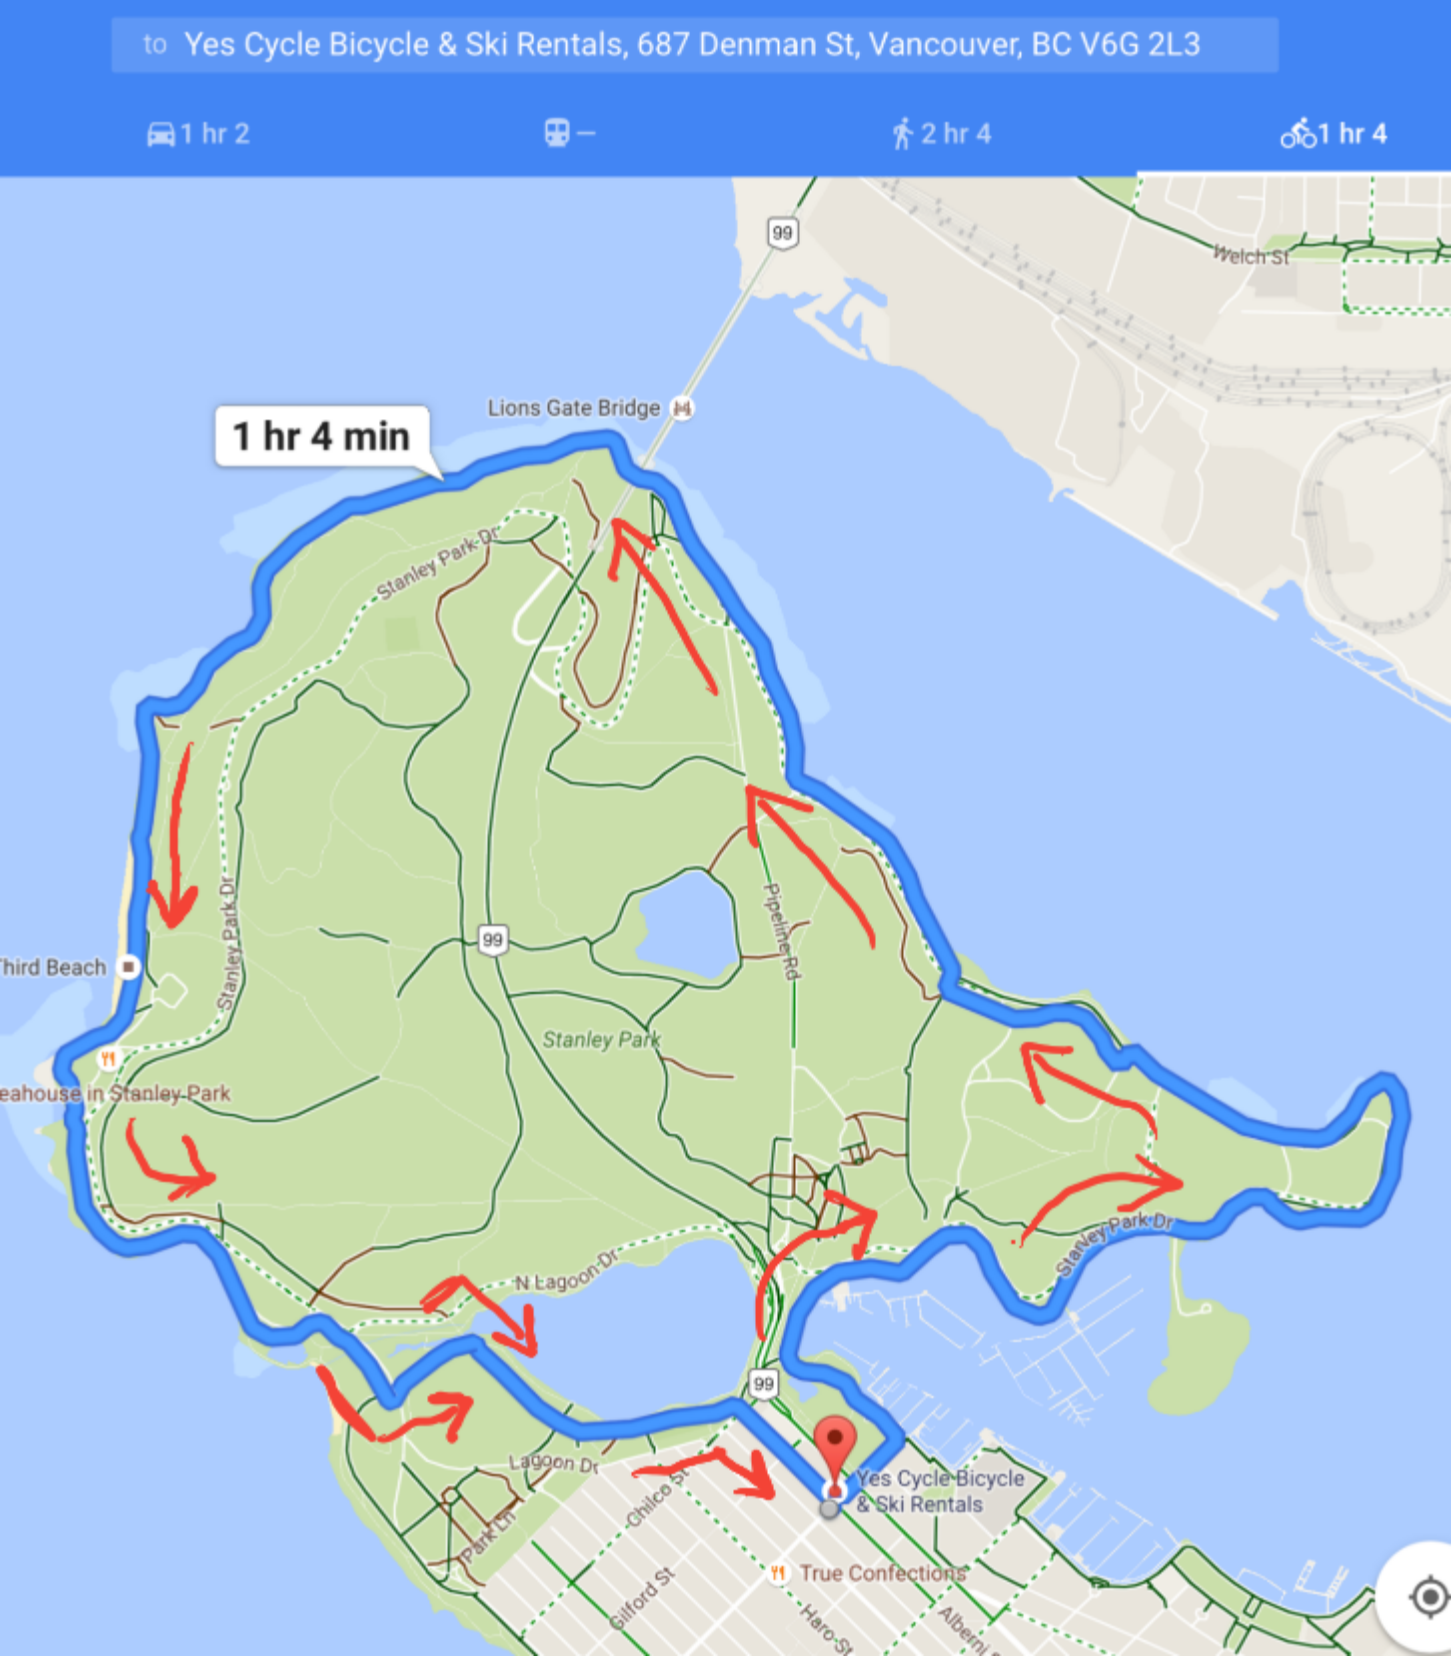 to Yes Cycle Bicycle & Ski Rentals, 687 Denman St, Vancouver, BC V6G 2L3
1 hr 2
—
2 hr 4
1 hr 4
99
Welch St
Lions Gate Bridge
1 hr 4 min
Stanley Park Dr
Stanley Park Dr
Pipeline Rd
99
Third Beach
Stanley Park
eahouse in Stanley Park
Stanley Park Dr
N Lagoon Dr
99
Lagoon Dr
Yes Cycle Bicycle
& Ski Rentals
Chilco St
Park Ln
True Confections
Gilford St
Haro St
Alberni